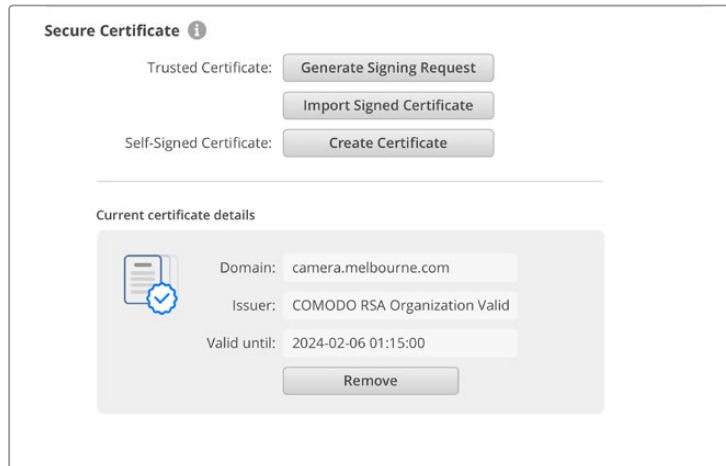 Secure Certificate
Trusted Certificate: Generate Signing Request
Import Signed Certificate
Self-Signed Certificate: Create Certificate
Current certificate details
Domain: camera.melbourne.com
Issuer: COMODO RSA Organization Valid
Valid until: 2024-02-06 01:15:00
Remove